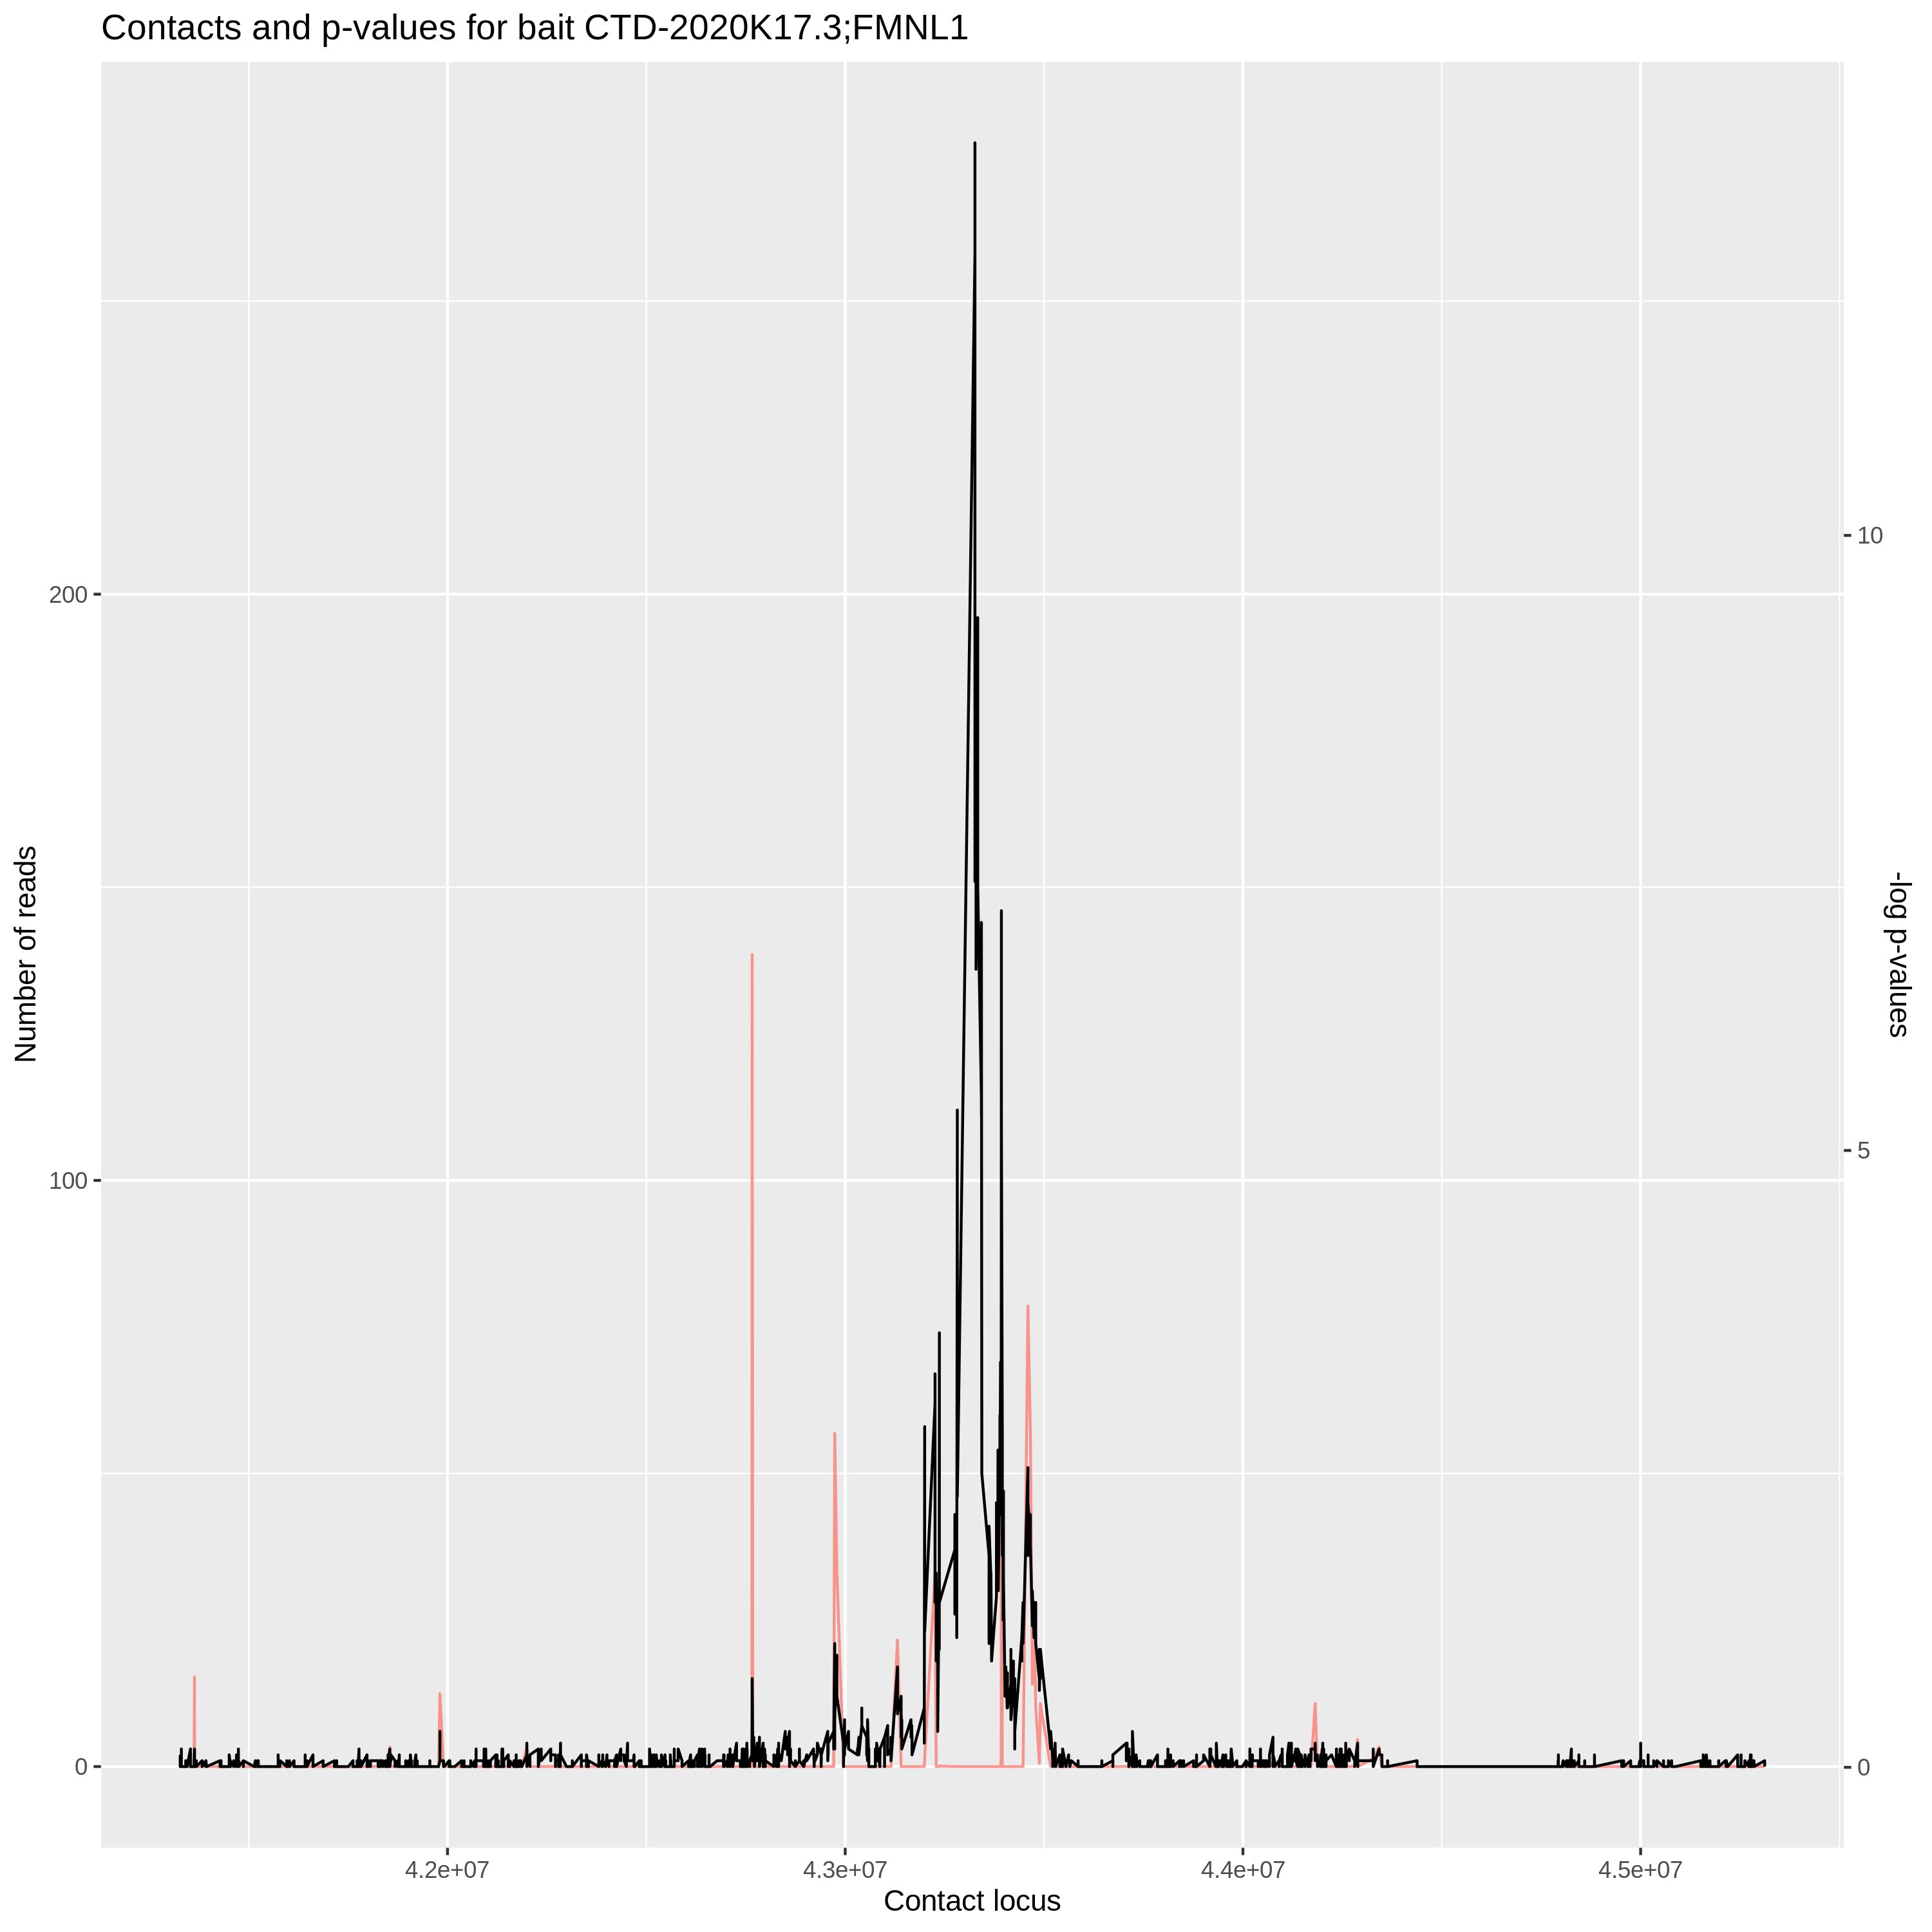 Contacts and p-values for bait CTD-2020K17.3;FMNL1
Number of reads
200
100
0
10
5
0
-log p-values
4.2e+07
4.3e+07
4.4e+07
4.5e+07
Contact locus